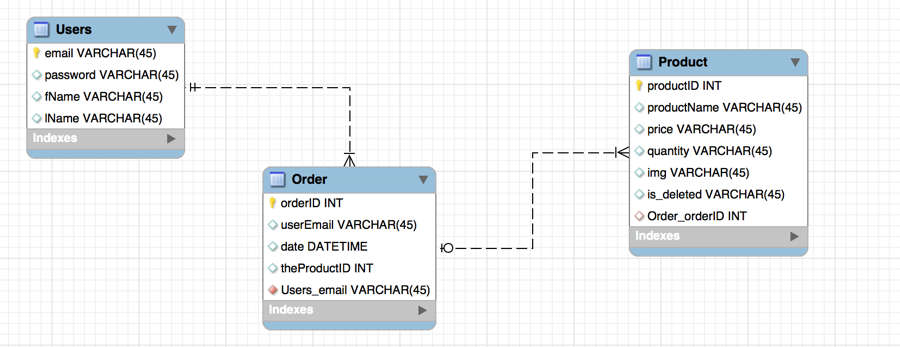 Users
email VARCHAR(45)
password VARCHAR(45)
fName VARCHAR(45)
lName VARCHAR(45)
Indexes
Order
orderID INT
userEmail VARCHAR(45)
date DATETIME
theProductID INT
Users_email VARCHAR(45)
Indexes
Product
productID INT
productName VARCHAR(45)
price VARCHAR(45)
quantity VARCHAR(45)
img VARCHAR(45)
is_deleted VARCHAR(45)
Order_orderID INT
Indexes